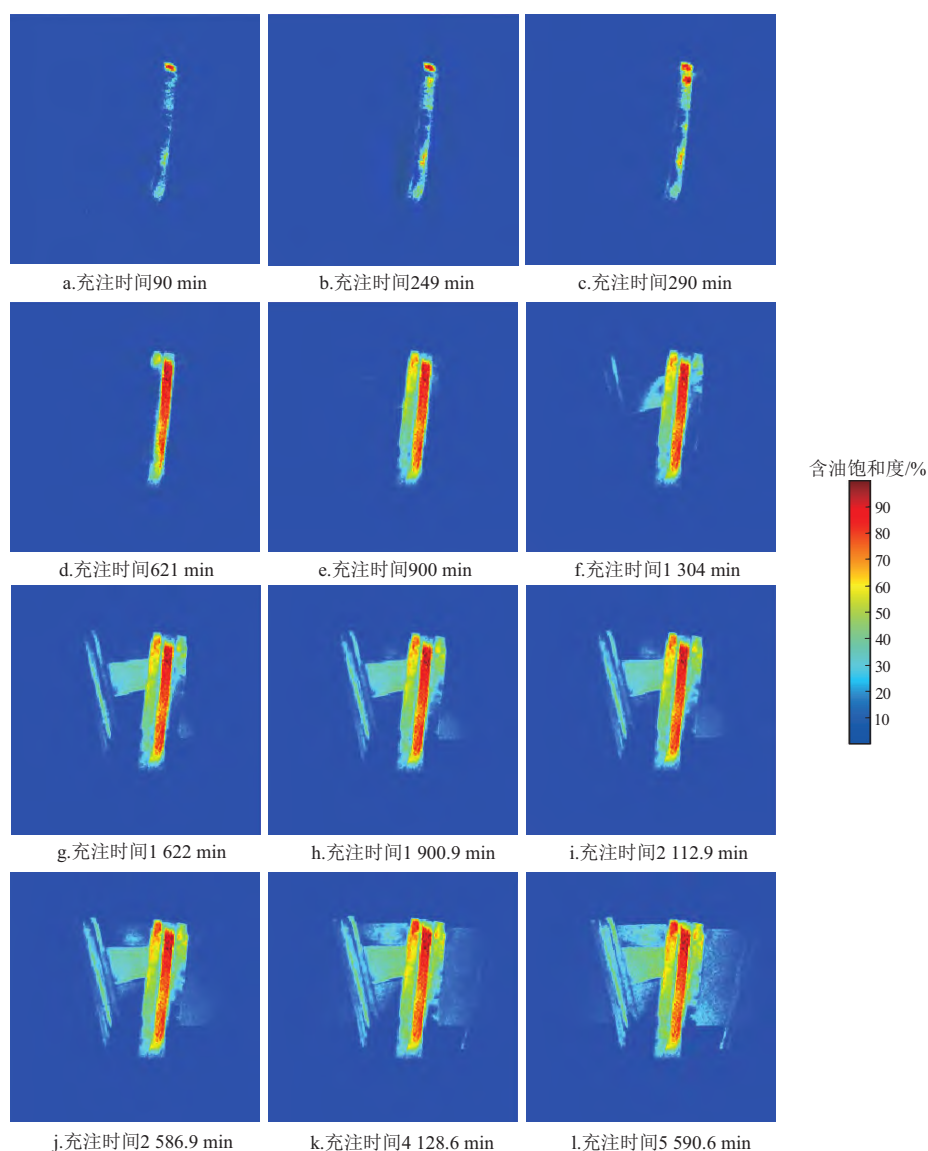 a.充注时间90 min
b.充注时间249 min
c.充注时间290 min
d.充注时间621 min
e.充注时间900 min
f.充注时间1 304 min
含油饱和度/%
90
80
70
60
50
40
30
20
10
g.充注时间1 622 min
h.充注时间1 900.9 min
i.充注时间2 112.9 min
j.充注时间2 586.9 min
k.充注时间4 128.6 min
l.充注时间5 590.6 min